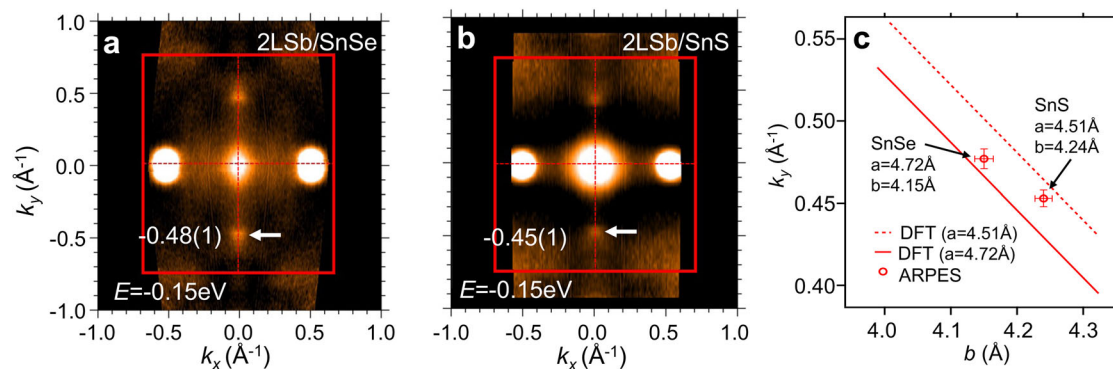 a
2LSb/SnSe
1.0
0.5
0.0
-0.5
-1.0
ky (Å-1)
-0.48(1)
E=-0.15eV
-1.0 -0.5 0.0 0.5 1.0
kx (Å-1)
b
2LSb/SnS
-0.45(1)
E=-0.15eV
-1.0 -0.5 0.0 0.5 1.0
kx (Å-1)
c
0.55
0.50
0.45
0.40
ky (Å-1)
SnS
a=4.51Å
b=4.24Å
SnSe
a=4.72Å
b=4.15Å
DFT (a=4.51Å)
DFT (a=4.72Å)
ARPES
4.0 4.1 4.2 4.3
b (Å)